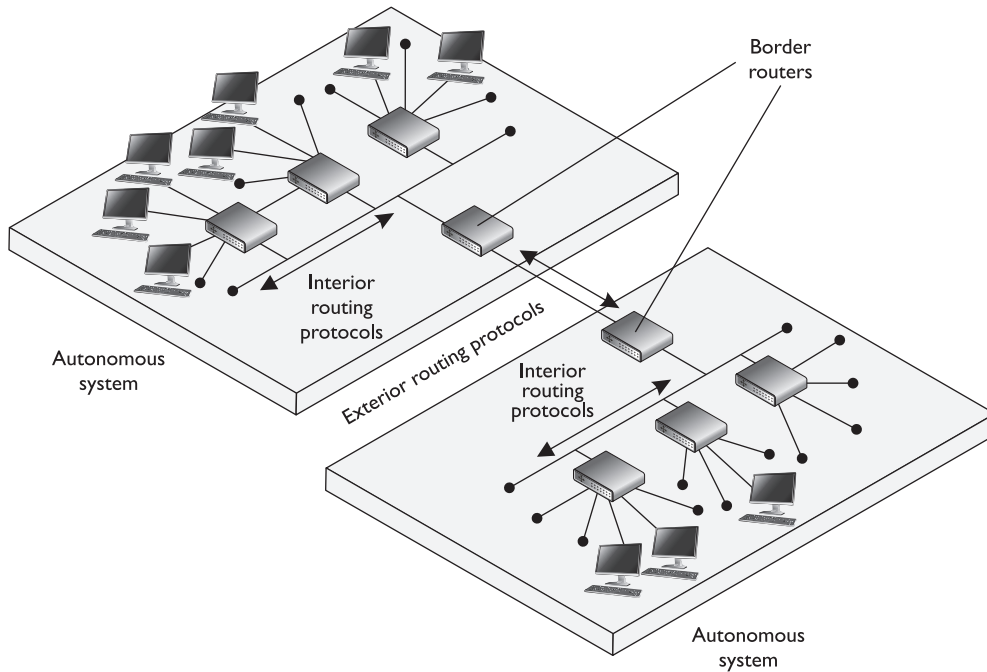 Border
routers
Interior
routing
protocols
Autonomous
system
Exterior routing protocols
Interior
routing
protocols
Autonomous
system